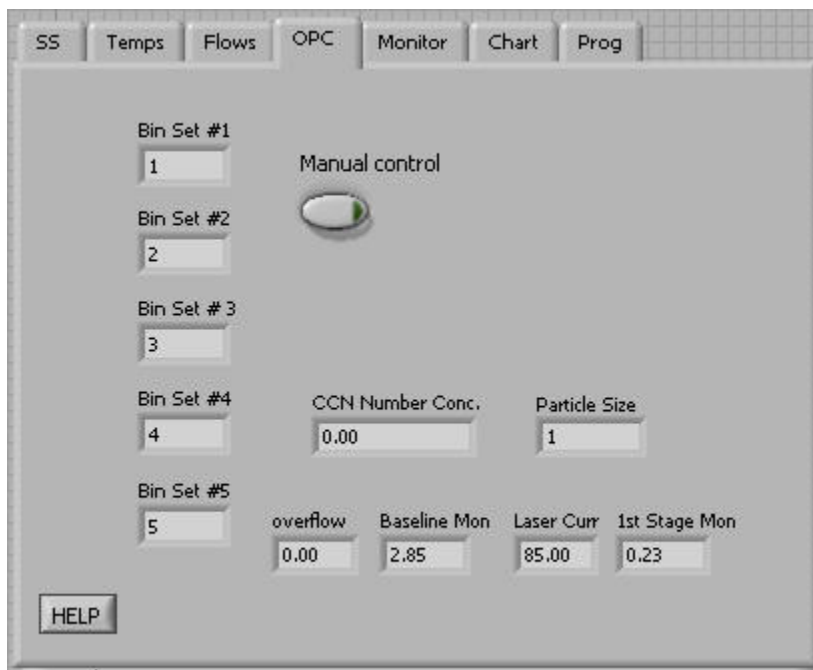 SS Temps Flows OPC Monitor Chart Prog
Bin Set #1
1
Manual control
Bin Set #2
2
Bin Set # 3
3
Bin Set #4
4
CCN Number Conc.
0.00
Particle Size
1
Bin Set #5
5
overflow
0.00
Baseline Mon
2.85
Laser Curr
85.00
1st Stage Mon
0.23
HELP